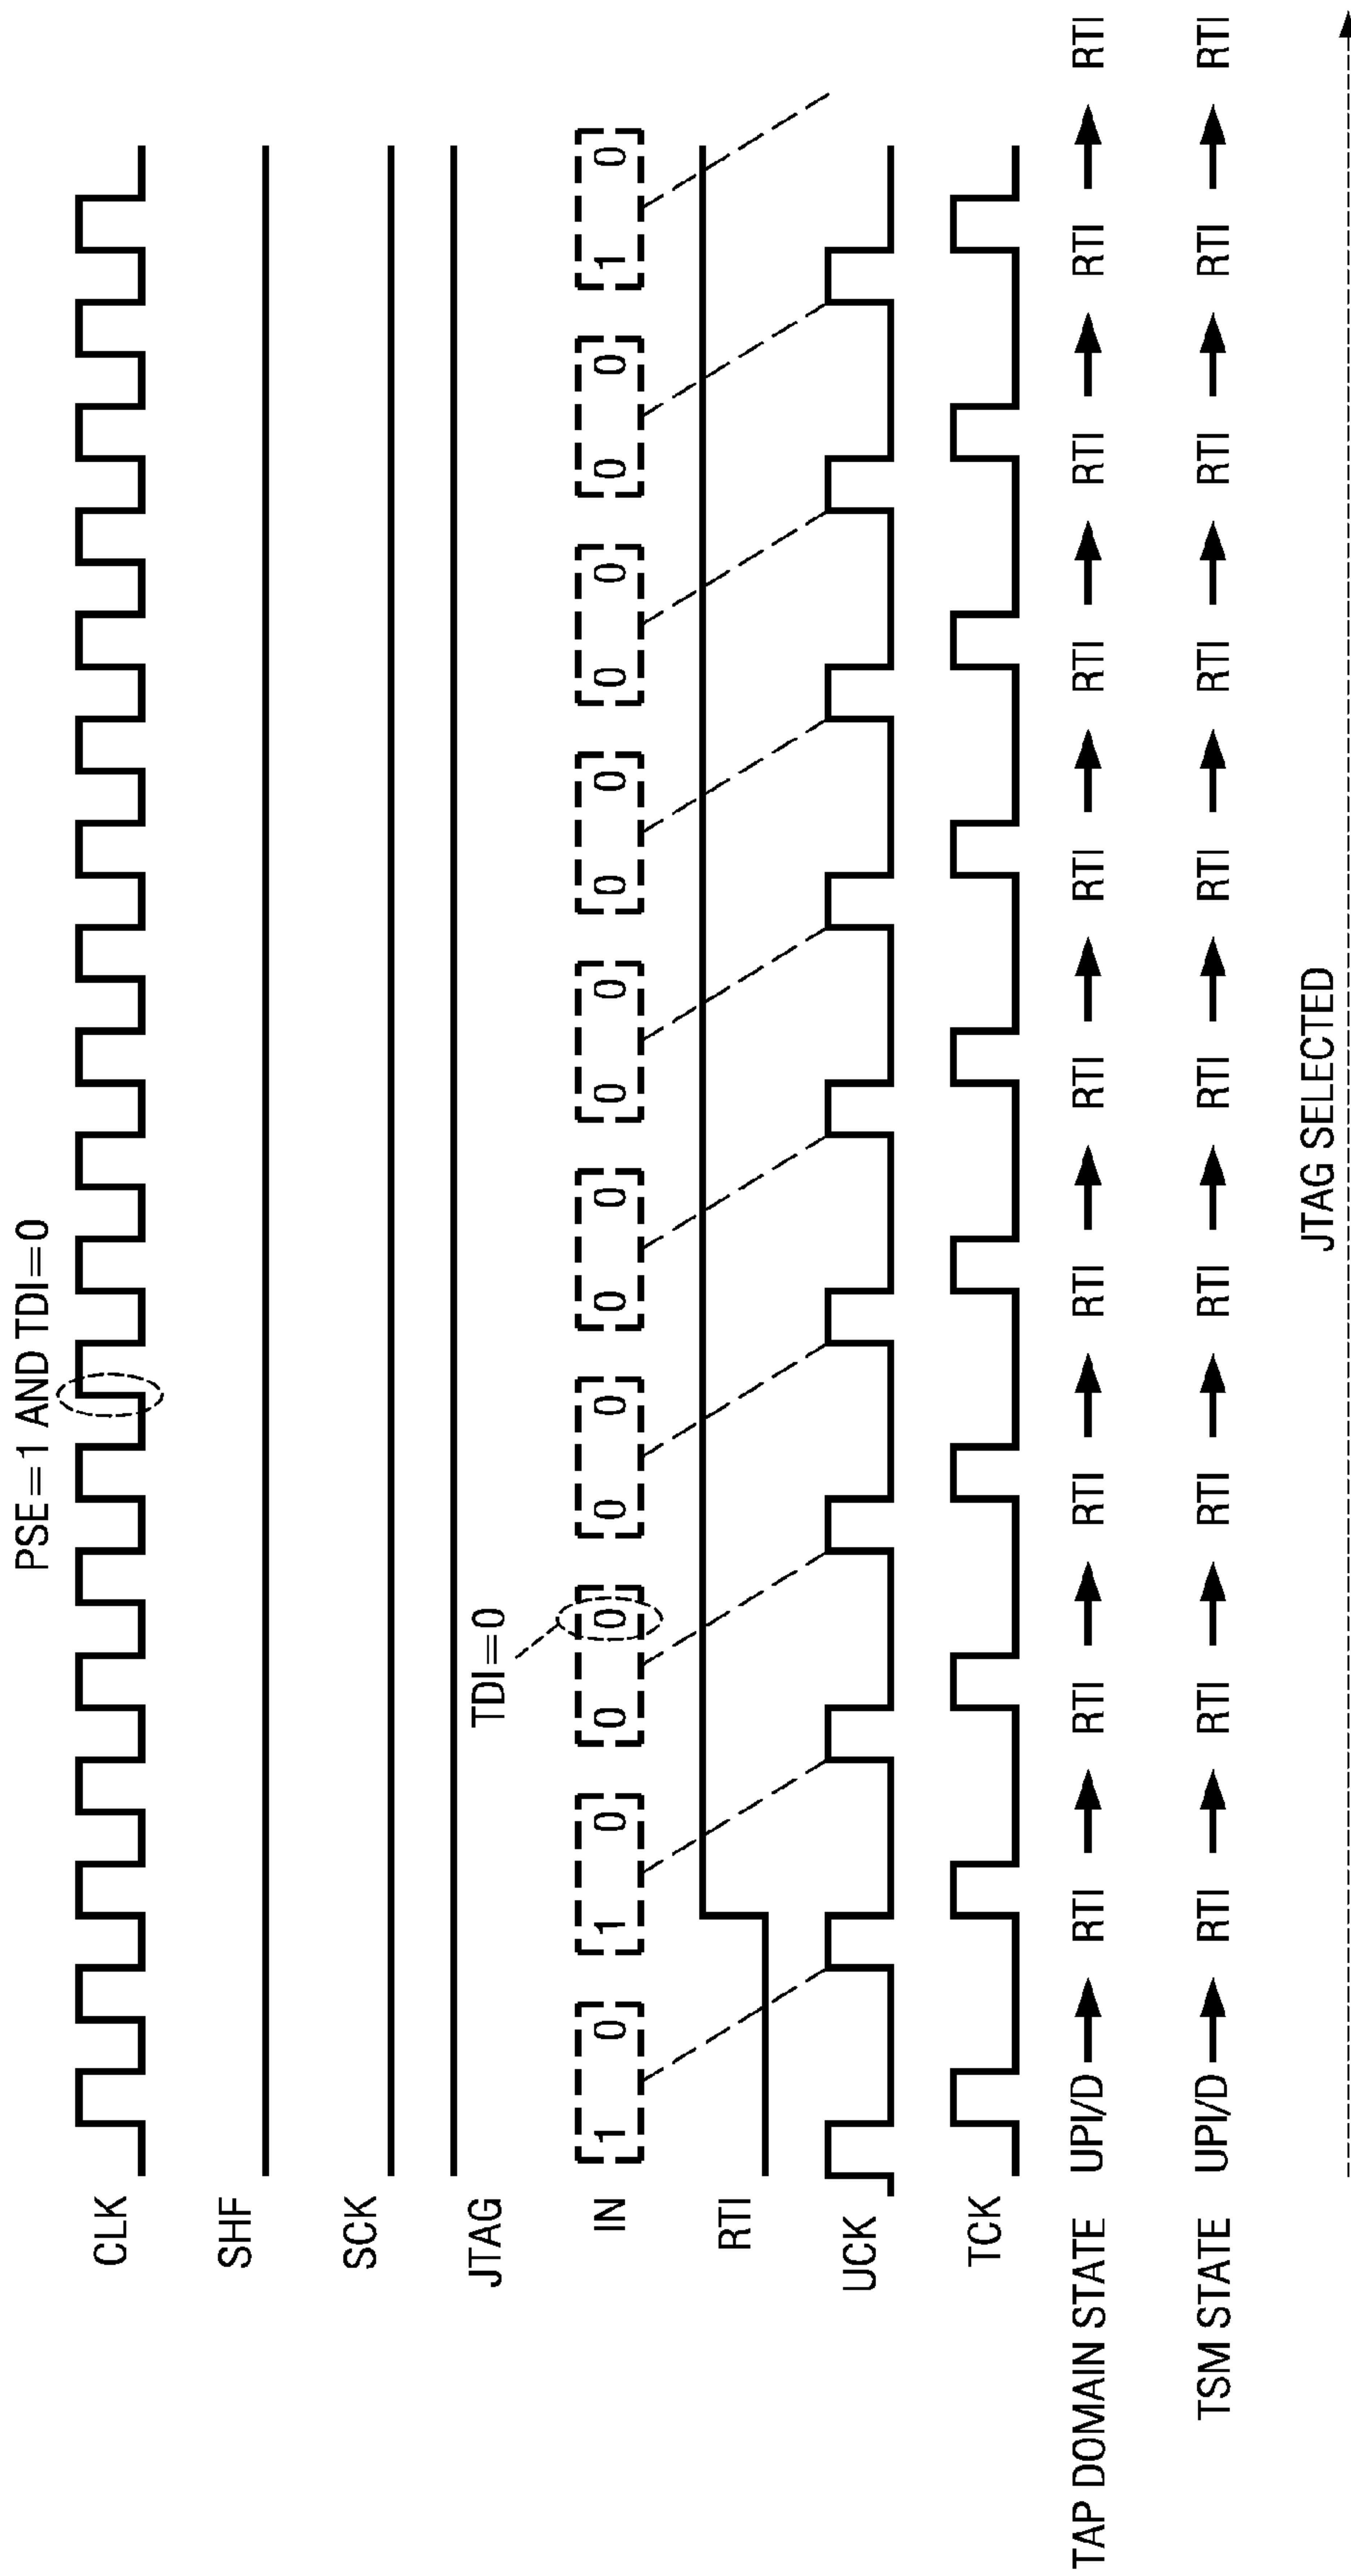 PSE=1 AND TDI=0
CLK
SHF
SCK
JTAG TDI=0
IN 1 0 1 0 0 0 0 0 0 0 0 0 0 0 0 0 0 0 1 0
RTI
UCK
TCK
TAP DOMAIN STATE UPI/D → RTI → RTI → RTI → RTI → RTI → RTI → RTI → RTI → RTI → RTI
TSM STATE UPI/D → RTI → RTI → RTI → RTI → RTI → RTI → RTI → RTI → RTI → RTI
JTAG SELECTED